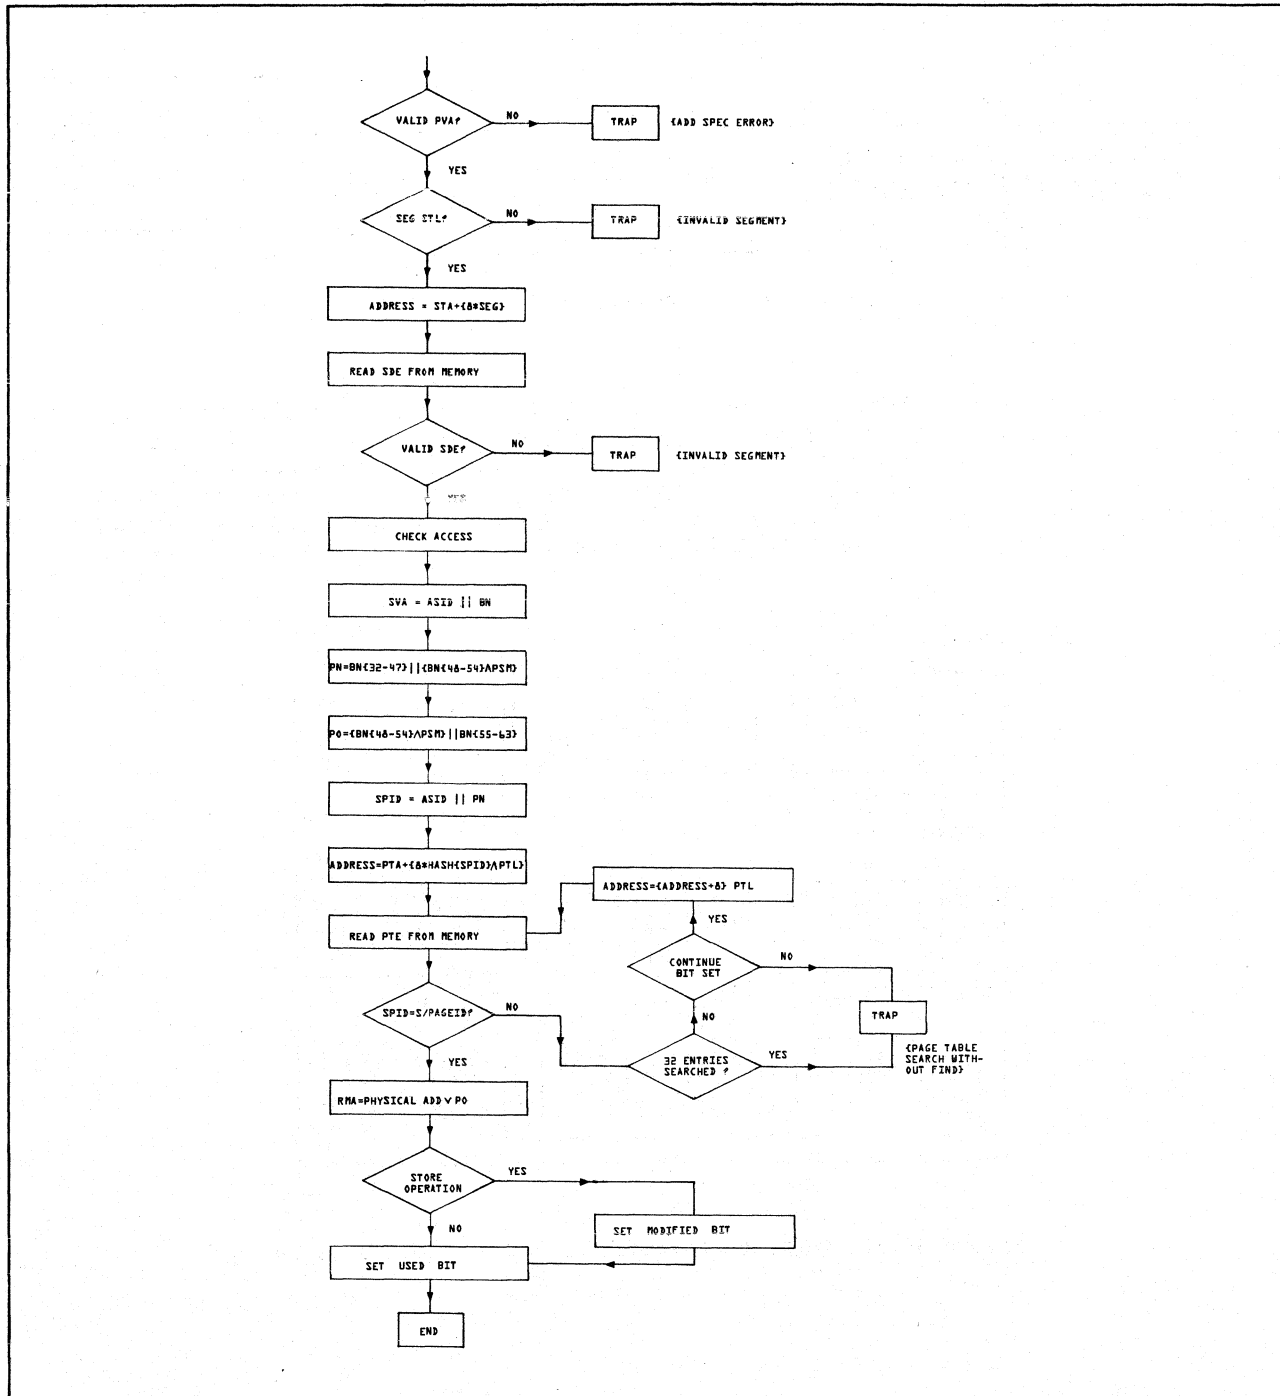 VALID PVA?
NO
TRAP
{ADD SPEC ERROR}
YES
SEG STL?
NO
TRAP
{INVALID SEGMENT}
YES
ADDRESS = STA+{8*SEG}
READ SDE FROM MEMORY
VALID SDE?
NO
TRAP
{INVALID SEGMENT}
YES
CHECK ACCESS
SVA = ASID || BN
PN=BN{32-47}||{BN{48-54}∧PSM}
PO={BN{48-54}∧PSM}||BN{55-63}
SPID = ASID || PN
ADDRESS=PTA+{8*HASH{SPID}∧PTL}
ADDRESS={ADDRESS+8} PTL
READ PTE FROM MEMORY
YES
CONTINUE
BIT SET
NO
SPID=S/PAGEID?
NO
NO
TRAP
YES
32 ENTRIES
SEARCHED ?
YES
{PAGE TABLE
SEARCH WITH-
OUT FIND}
RMA=PHYSICAL ADD∨PO
STORE
OPERATION
YES
NO
SET MODIFIED BIT
SET USED BIT
END